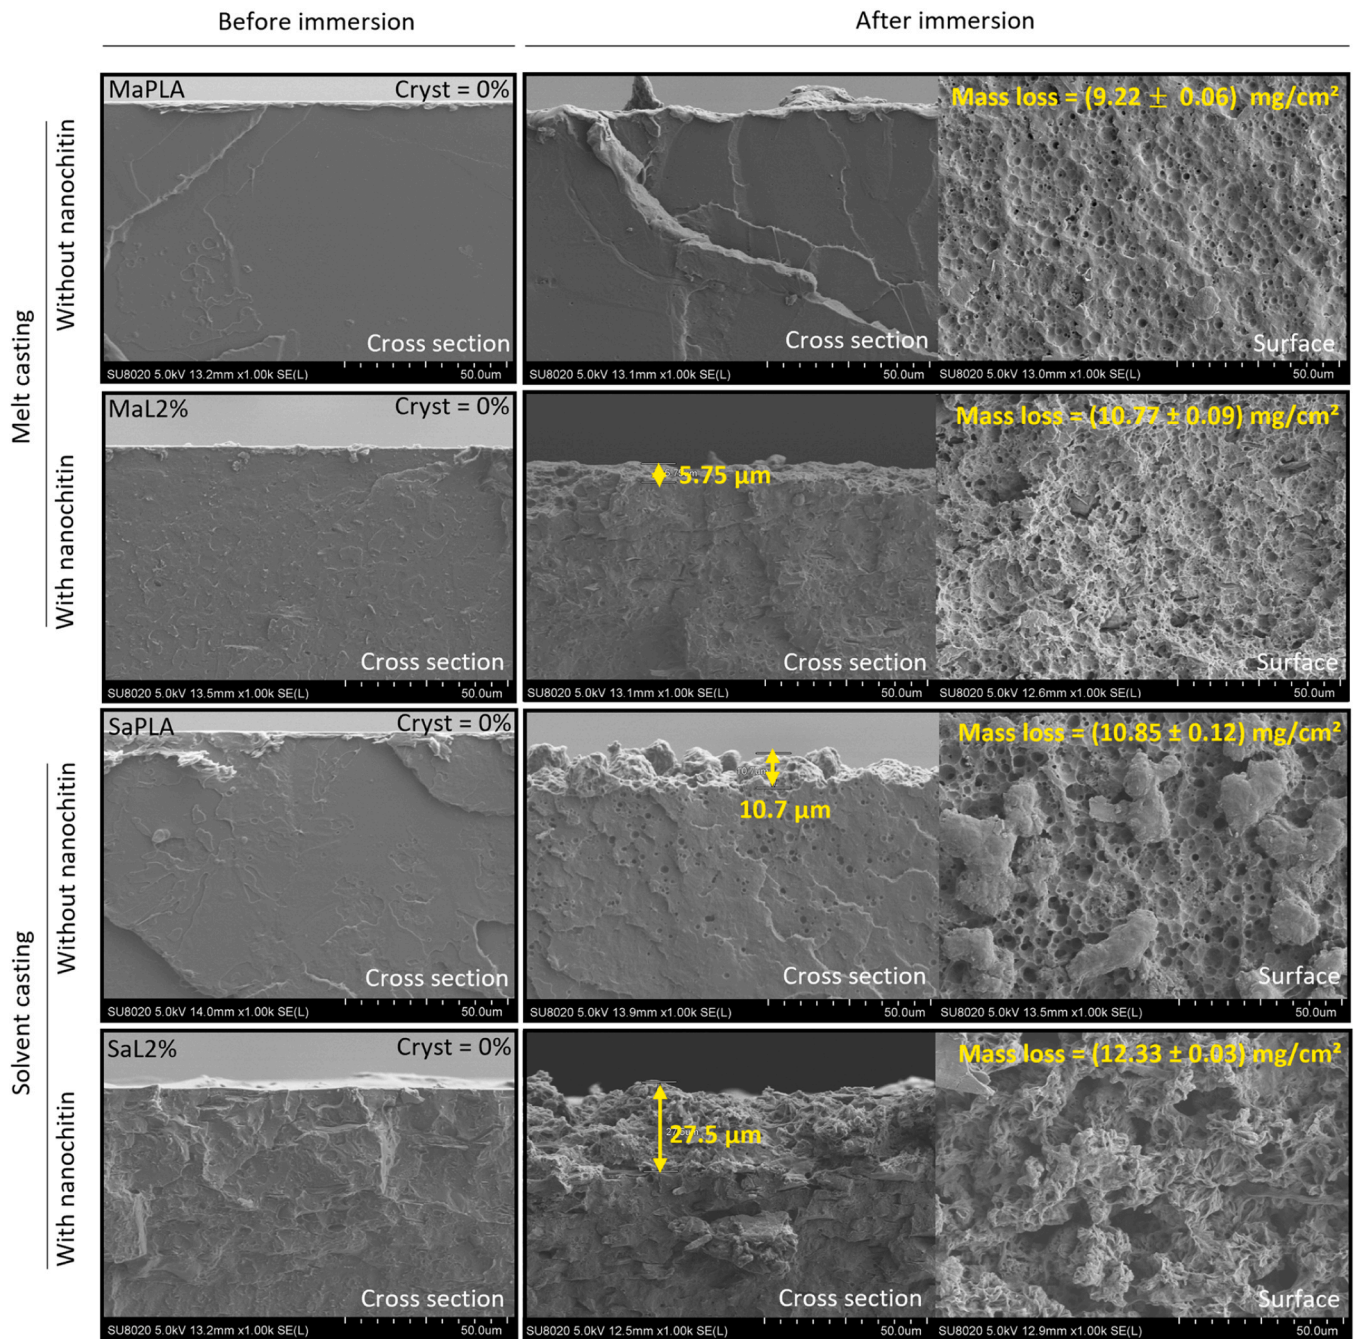 Before immersion
After immersion
Melt casting
Without nanochitin
MaPLA
Cryst = 0%
Cross section
SU8020 5.0kV 13.2mm x1.00k SE(L)
50.0um
Cross section
SU8020 5.0kV 13.1mm x1.00k SE(L)
50.0um
Mass loss = (9.22 ± 0.06) mg/cm²
Surface
SU8020 5.0kV 13.0mm x1.00k SE(L)
50.0um
With nanochitin
MaL2%
Cryst = 0%
Cross section
SU8020 5.0kV 13.5mm x1.00k SE(L)
50.0um
5.75 µm
Cross section
SU8020 5.0kV 13.1mm x1.00k SE(L)
50.0um
Mass loss = (10.77 ± 0.09) mg/cm²
Surface
SU8020 5.0kV 12.6mm x1.00k SE(L)
50.0um
Solvent casting
Without nanochitin
SaPLA
Cryst = 0%
Cross section
SU8020 5.0kV 14.0mm x1.00k SE(L)
50.0um
10.7 µm
Cross section
SU8020 5.0kV 13.9mm x1.00k SE(L)
50.0um
Mass loss = (10.85 ± 0.12) mg/cm²
Surface
SU8020 5.0kV 13.5mm x1.00k SE(L)
50.0um
With nanochitin
SaL2%
Cryst = 0%
Cross section
SU8020 5.0kV 13.2mm x1.00k SE(L)
50.0um
27.5 µm
Cross section
SU8020 5.0kV 12.5mm x1.00k SE(L)
50.0um
Mass loss = (12.33 ± 0.03) mg/cm²
Surface
SU8020 5.0kV 12.9mm x1.00k SE(L)
50.0um